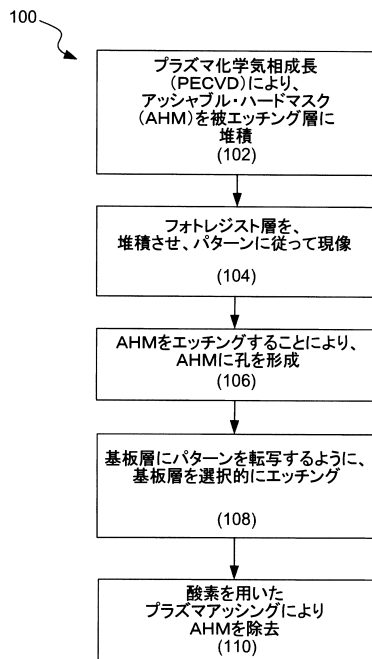 100
プラズマ化学気相成長
(PECVD)により、
アッシャブル・ハードマスク
(AHM)を被エッチング層に
堆積
(102)
フォトレジスト層を、
堆積させ、パターンに従って現像
(104)
AHMをエッチングすることにより、
AHMに孔を形成
(106)
基板層にパターンを転写するように、
基板層を選択的にエッチング
(108)
酸素を用いた
プラズマアッシングにより
AHMを除去
(110)